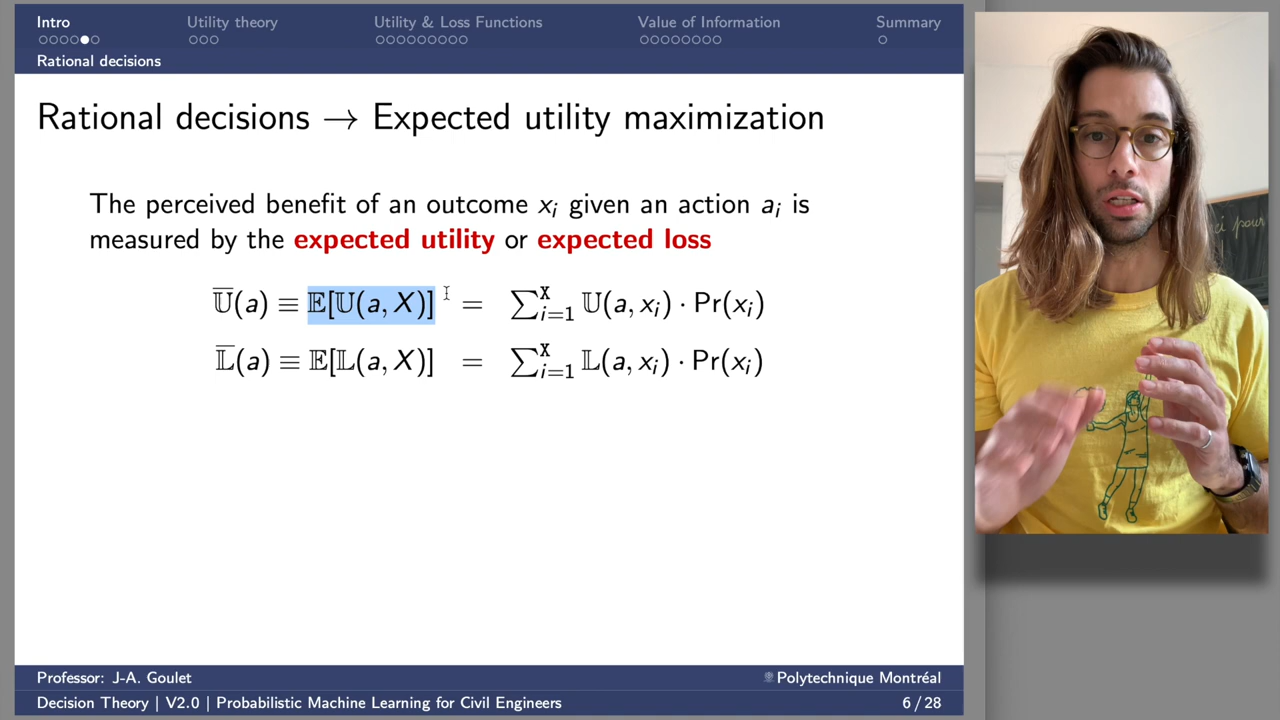 Intro Utility theory Utility & Loss Functions Value of Information Summary
Rational decisions
Rational decisions → Expected utility maximization
The perceived benefit of an outcome xᵢ given an action aᵢ is
measured by the expected utility or expected loss
𝕌̅(a) ≡ 𝔼[𝕌(a, X)] = ∑ᵢ₌₁ˣ 𝕌(a, xᵢ) · Pr(xᵢ)
𝕃̅(a) ≡ 𝔼[𝕃(a, X)] = ∑ᵢ₌₁ˣ 𝕃(a, xᵢ) · Pr(xᵢ)
Professor: J-A. Goulet Polytechnique Montréal
Decision Theory | V2.0 | Probabilistic Machine Learning for Civil Engineers 6 / 28
pour